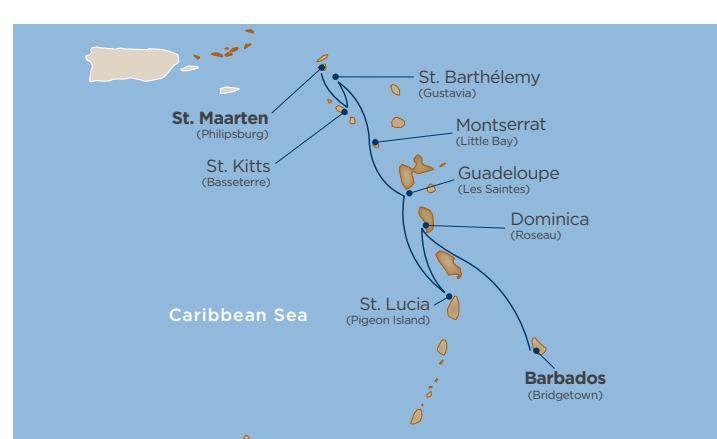 St. Barthélemy
(Gustavia)
St. Maarten
(Philipsburg)
Montserrat
(Little Bay)
St. Kitts
(Basseterre)
Guadeloupe
(Les Saintes)
Dominica
(Roseau)
St. Lucia
(Pigeon Island)
Caribbean Sea
Barbados
(Bridgetown)